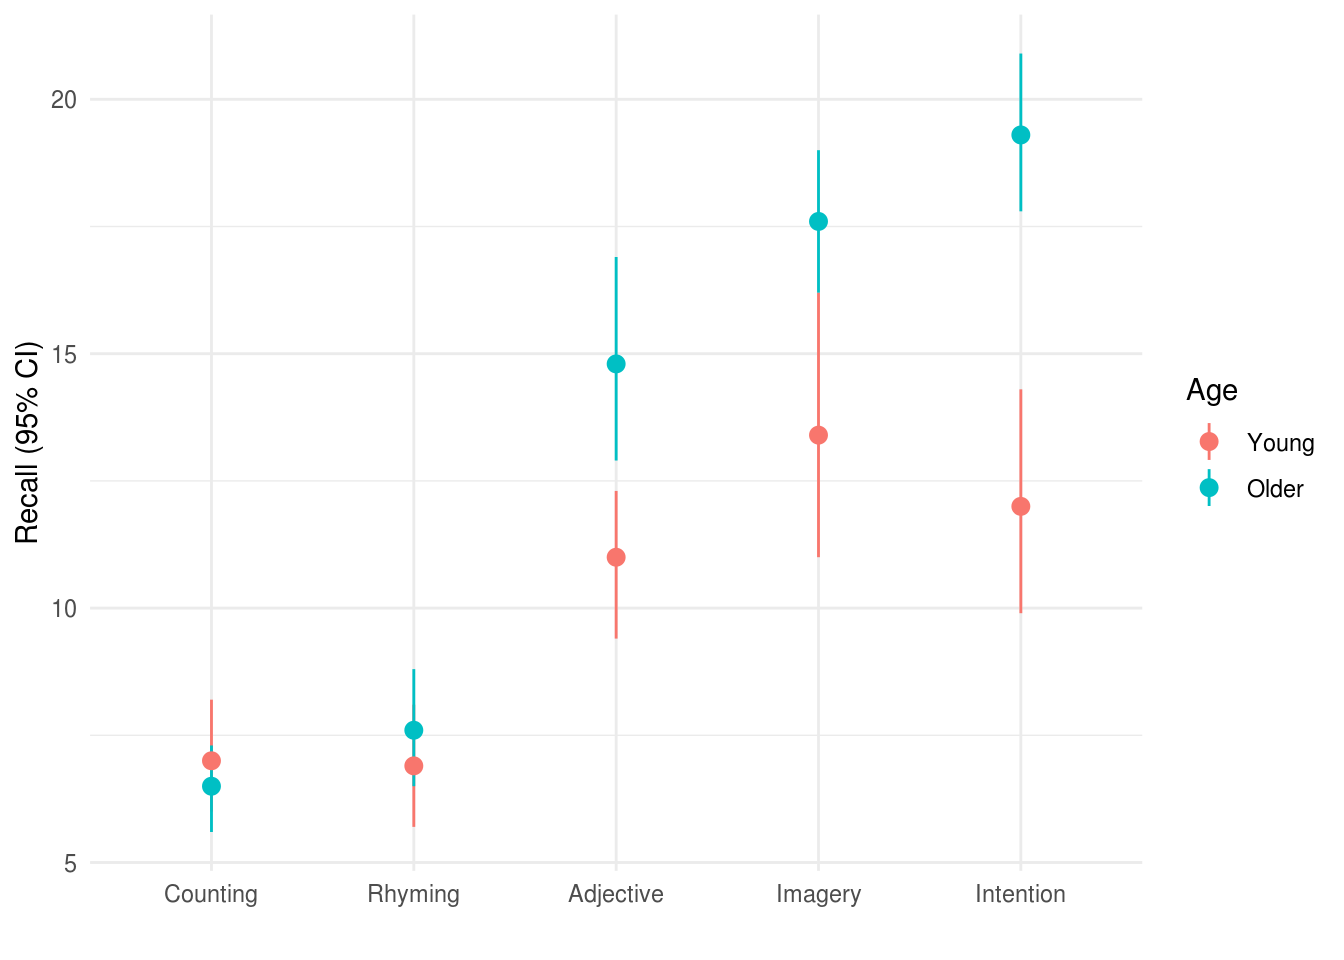 Recall (95% CI)
20
15
10
5
Counting
Rhyming
Adjective
Imagery
Intention
Age
Young
Older